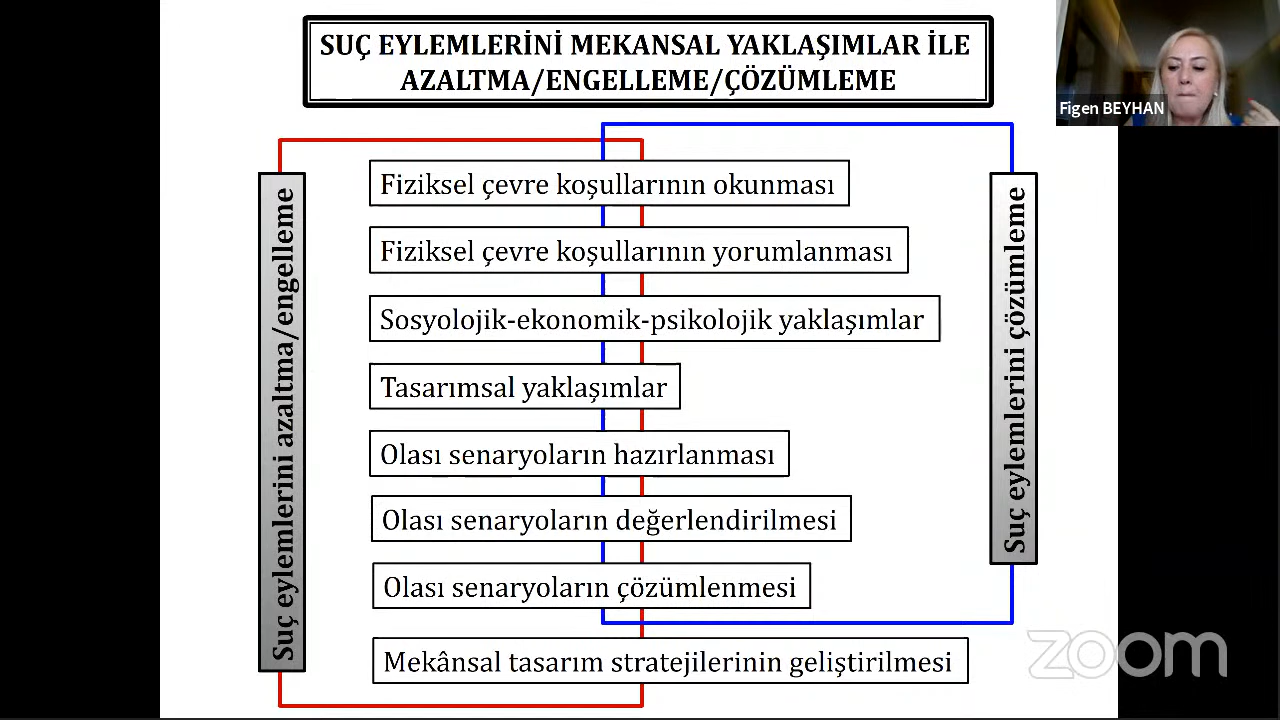 SUÇ EYLEMLERİNİ MEKANSAL YAKLAŞIMLAR İLE
AZALTMA/ENGELLEME/ÇÖZÜMLEME
Figen BEYHAN
Suç eylemlerini azaltma/engelleme
Fiziksel çevre koşullarının okunması
Fiziksel çevre koşullarının yorumlanması
Sosyolojik-ekonomik-psikolojik yaklaşımlar
Tasarımsal yaklaşımlar
Olası senaryoların hazırlanması
Olası senaryoların değerlendirilmesi
Olası senaryoların çözümlenmesi
Mekânsal tasarım stratejilerinin geliştirilmesi
Suç eylemlerini çözümleme
zoom